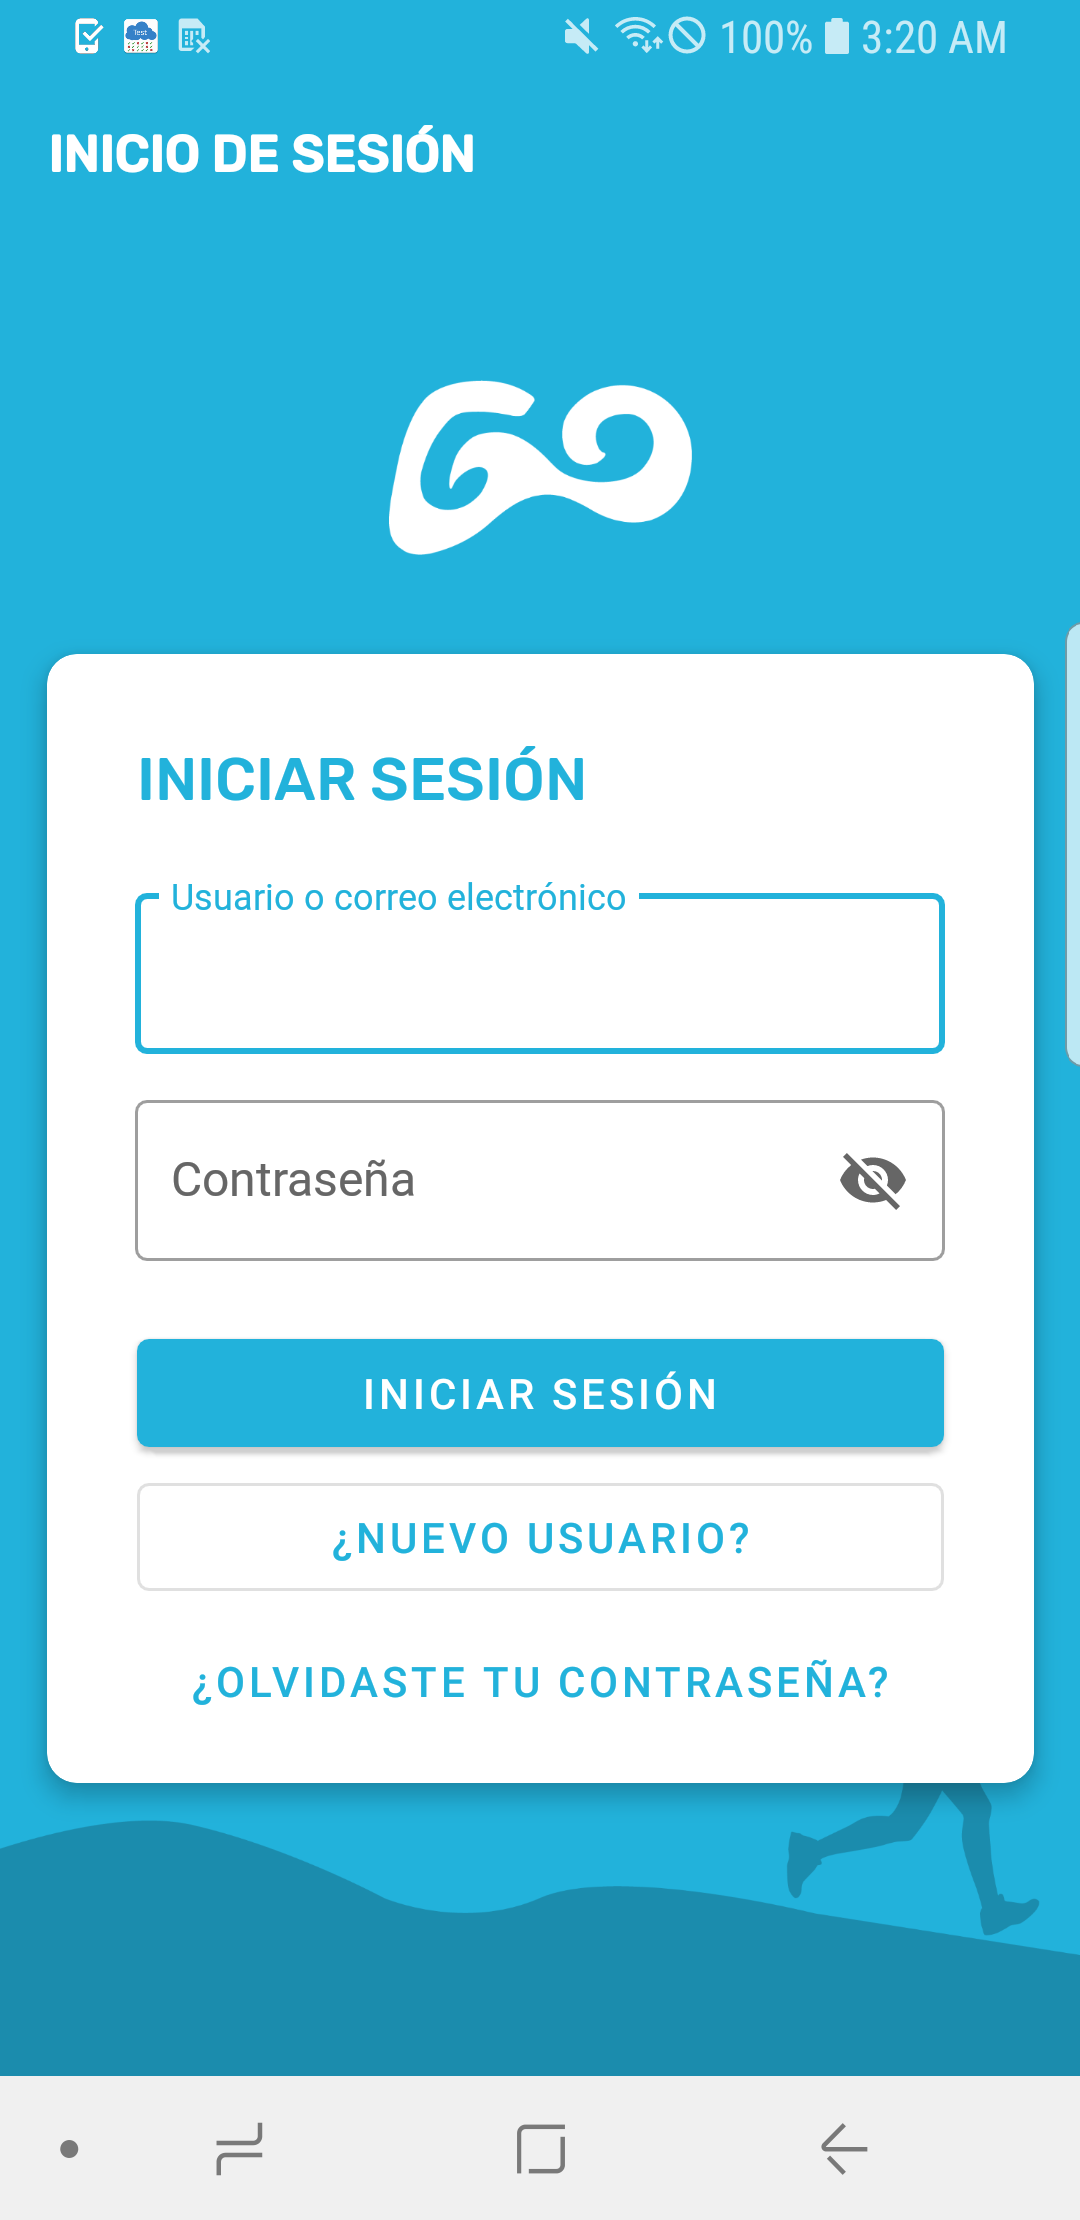 100% 3:20 AM
INICIO DE SESIÓN
INICIAR SESIÓN
Usuario o correo electrónico
Contraseña
INICIAR SESIÓN
¿NUEVO USUARIO?
¿OLVIDASTE TU CONTRASEÑA?